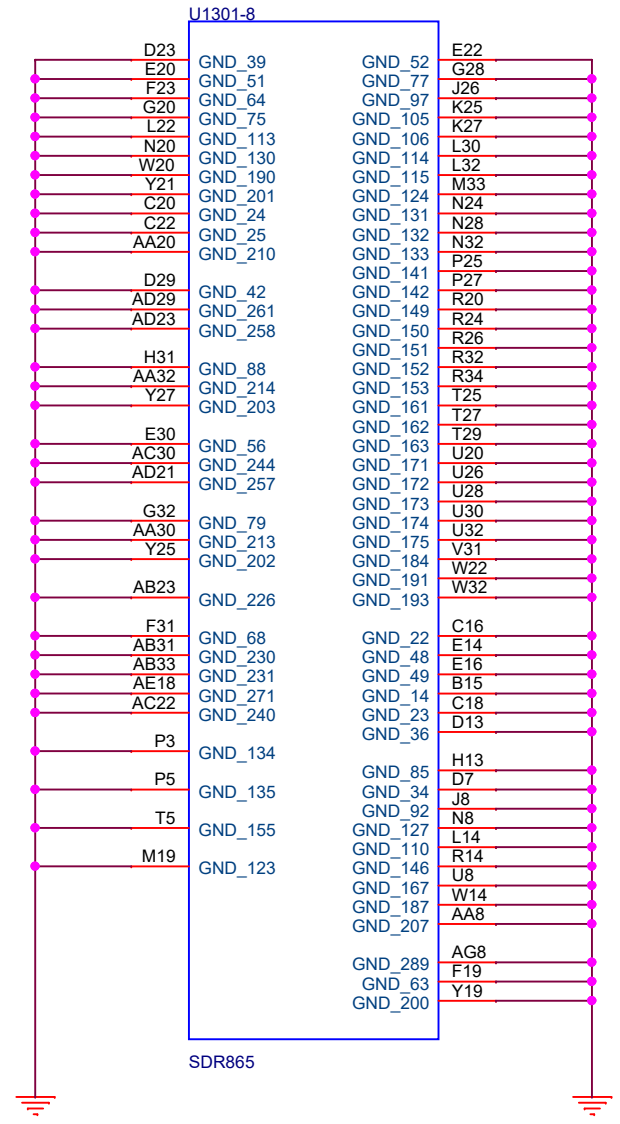 U1301-8
D23 GND_39 GND_52 E22
E20 GND_51 GND_77 G28
F23 GND_64 GND_97 J26
G20 GND_75 GND_105 K25
L22 GND_113 GND_106 K27
N20 GND_130 GND_114 L30
W20 GND_190 GND_115 L32
Y21 GND_201 GND_124 M33
C20 GND_24 GND_131 N24
C22 GND_25 GND_132 N28
AA20 GND_210 GND_133 N32
GND_141 P25
D29 GND_42 GND_142 P27
AD29 GND_261 GND_149 R20
AD23 GND_258 GND_150 R24
GND_151 R26
H31 GND_88 GND_152 R32
AA32 GND_214 GND_153 R34
Y27 GND_203 GND_161 T25
GND_162 T27
E30 GND_56 GND_163 T29
AC30 GND_244 GND_171 U20
AD21 GND_257 GND_172 U26
GND_173 U28
G32 GND_79 GND_174 U30
AA30 GND_213 GND_175 U32
Y25 GND_202 GND_184 V31
GND_191 W22
AB23 GND_226 GND_193 W32
F31 GND_68 GND_22 C16
AB31 GND_230 GND_48 E14
AB33 GND_231 GND_49 E16
AE18 GND_271 GND_14 B15
AC22 GND_240 GND_23 C18
GND_36 D13
P3 GND_134
GND_85 H13
P5 GND_135 GND_34 D7
GND_92 J8
T5 GND_155 GND_127 N8
GND_110 L14
M19 GND_123 GND_146 R14
GND_167 U8
GND_187 W14
GND_207 AA8
GND_289 AG8
GND_63 F19
GND_200 Y19
SDR865